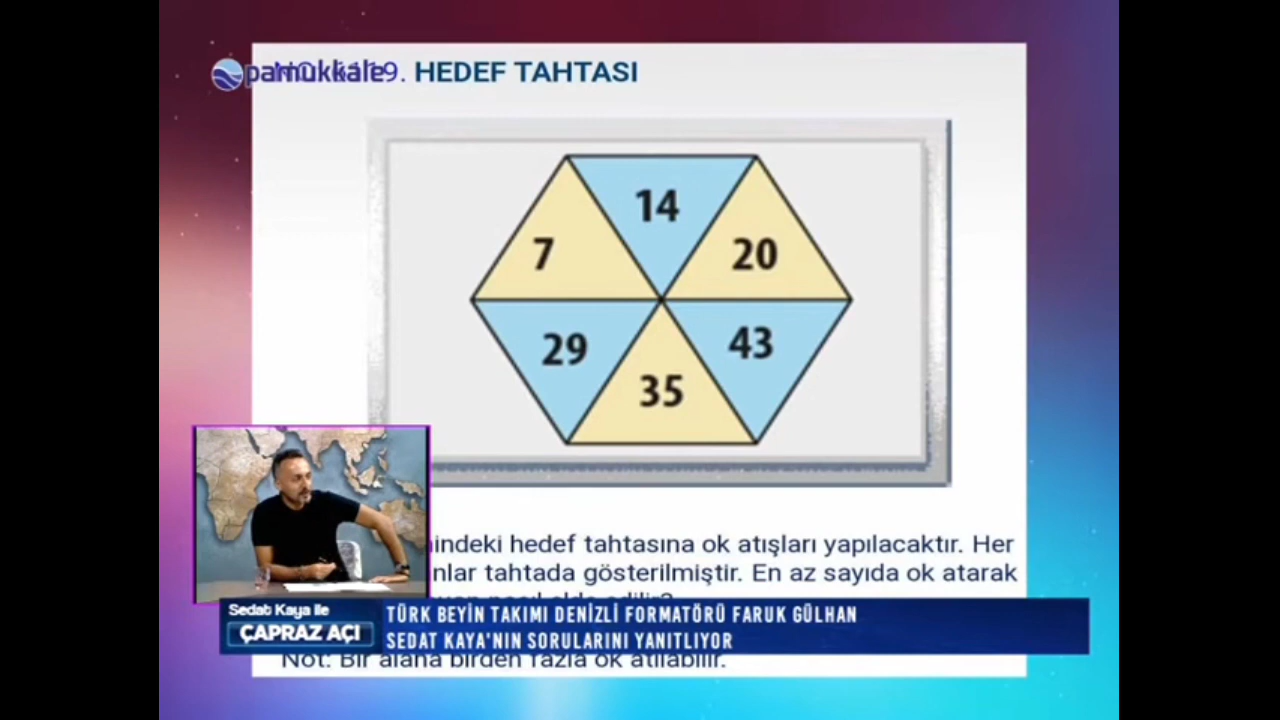 pamukkale
HEDEF TAHTASI
14
7
20
29
43
35
hedef tahtasına ok atışları yapılacaktır. Her
tahtada gösterilmiştir. En az sayıda ok atarak
Sedat Kaya ile
ÇAPRAZ AÇI
TÜRK BEYİN TAKIMI DENİZLİ FORMATÖRÜ FARUK GÜLHAN
SEDAT KAYA'NIN SORULARINI YANITLIYOR
Not: Bir alana birden fazla ok atılabilir.